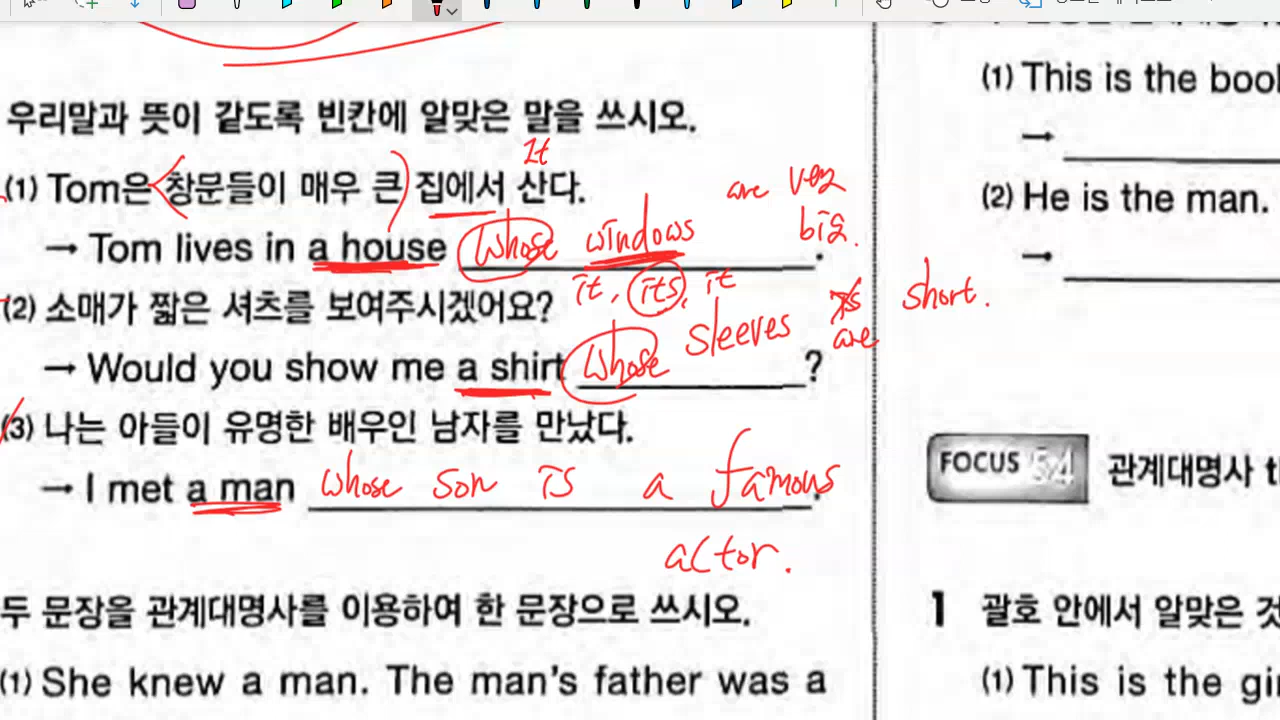 우리말과 뜻이 같도록 빈칸에 알맞은 말을 쓰시오.
It
(1) Tom은 창문들이 매우 큰 집에서 산다.
are very big.
→ Tom lives in a house whose windows .
it, its, it
(2) 소매가 짧은 셔츠를 보여주시겠어요?
→ Would you show me a shirt whose sleeves ?
is are short.
(3) 나는 아들이 유명한 배우인 남자를 만났다.
→ I met a man whose son is a famous .
actor.
두 문장을 관계대명사를 이용하여 한 문장으로 쓰시오.
(1) She knew a man. The man's father was a
(1) This is the book
→
(2) He is the man.
→
FOCUS 54 관계대명사
1 괄호 안에서 알맞은 것
(1) This is the